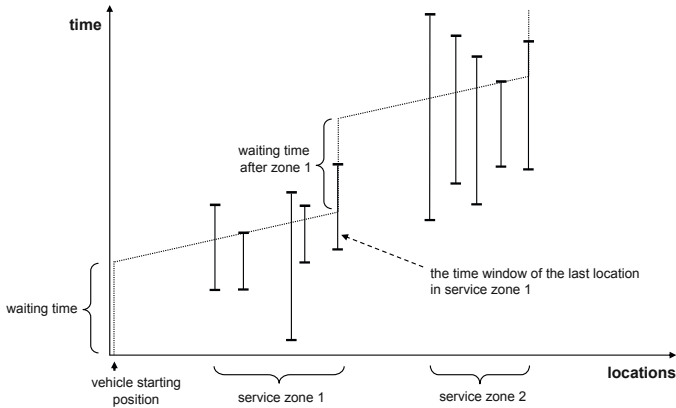 time
waiting time
after zone 1
the time window of the last location
in service zone 1
waiting time
locations
vehicle starting
position
service zone 1
service zone 2